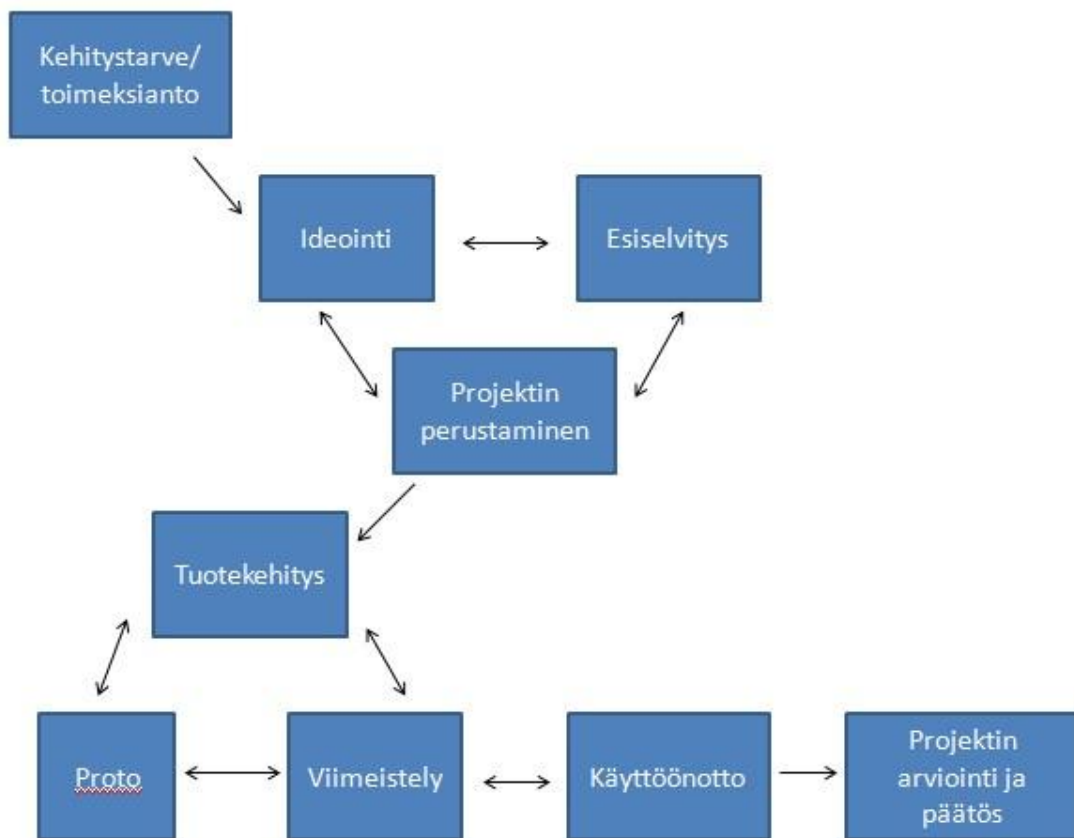 Kehitystarve/
toimeksianto
Ideointi
Esiselvitys
Projektin
perustaminen
Tuotekehitys
Proto
Viimeistely
Käyttöönotto
Projektin
arviointi ja
päätös